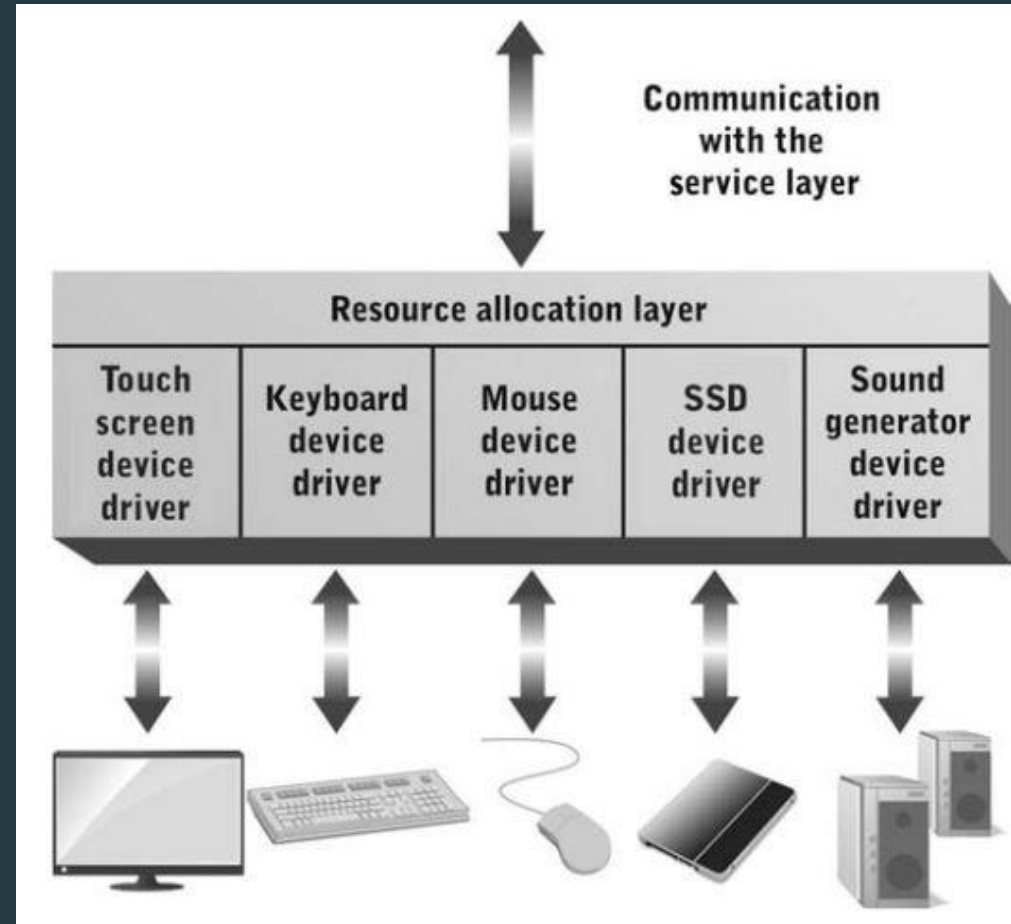 Communication
with the
service layer
Resource allocation layer
Touch
screen
device
driver
Keyboard
device
driver
Mouse
device
driver
SSD
device
driver
Sound
generator
device
driver